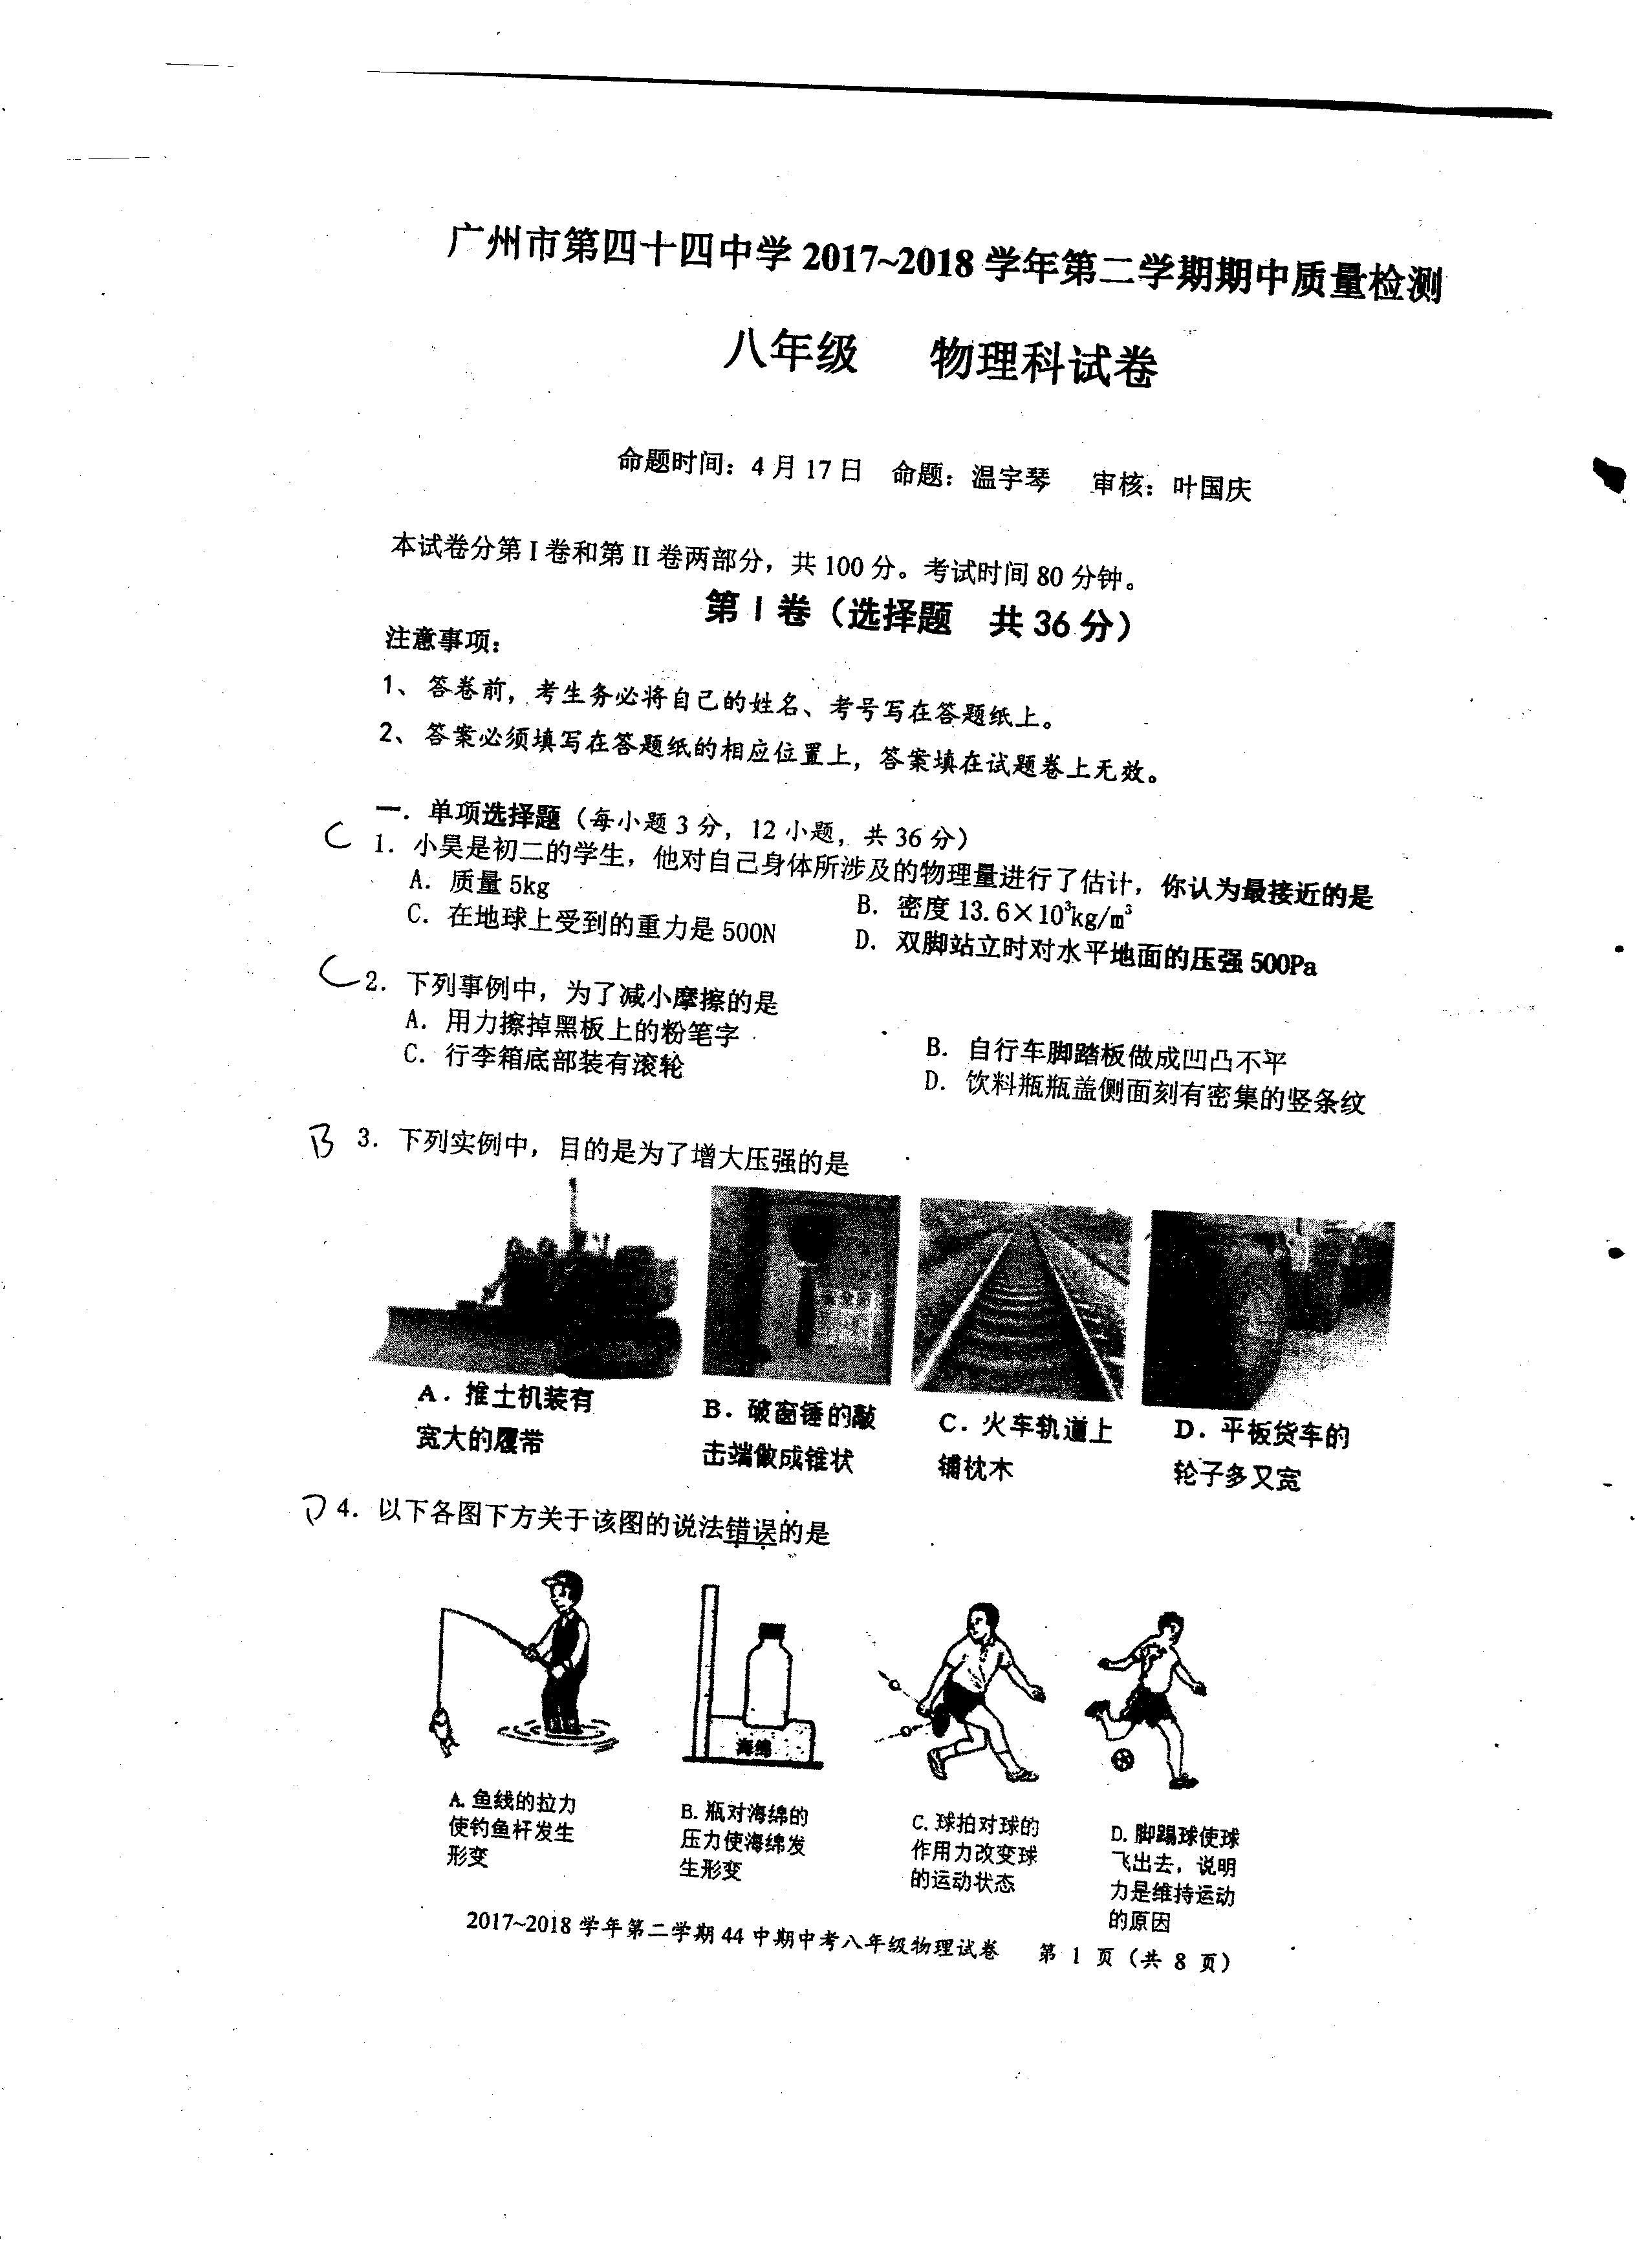 广州市第四十四中学 2017~2018 学年第二学期期中质量检测
八年级 物理科试卷
命题时间：4月17日 命题：温宇琴 审核：叶国庆
本试卷分第 I 卷和第 II 卷两部分，共 100 分。考试时间 80 分钟。
第 I 卷（选择题 共 36 分）
注意事项：
1、答卷前，考生务必将自己的姓名、考号写在答题纸上。
2、答案必须填写在答题纸的相应位置上，答案填在试题卷上无效。
一．单项选择题（每小题 3 分，12 小题，共 36 分）
C 1．小昊是初二的学生，他对自己身体所涉及的物理量进行了估计，你认为最接近的是
A．质量 5kg B．密度 13.6×10³kg/m³
C．在地球上受到的重力是 500N D．双脚站立时对水平地面的压强 500Pa
C 2．下列事例中，为了减小摩擦的是
A．用力擦掉黑板上的粉笔字 B．自行车脚踏板做成凹凸不平
C．行李箱底部装有滚轮 D．饮料瓶瓶盖侧面刻有密集的竖条纹
B 3．下列实例中，目的是为了增大压强的是
A．推土机装有
宽大的履带
B．破窗锤的敲
击端做成锥状
C．火车轨道上
铺枕木
D．平板货车的
轮子多又宽
D 4．以下各图下方关于该图的说法错误的是
海绵
A. 鱼线的拉力
使钓鱼杆发生
形变
B. 瓶对海绵的
压力使海绵发
生形变
C. 球拍对球的
作用力改变球
的运动状态
D. 脚踢球使球
飞出去，说明
力是维持运动
的原因
2017~2018 学年第二学期 44 中期中考八年级物理试卷 第 1 页（共 8 页）